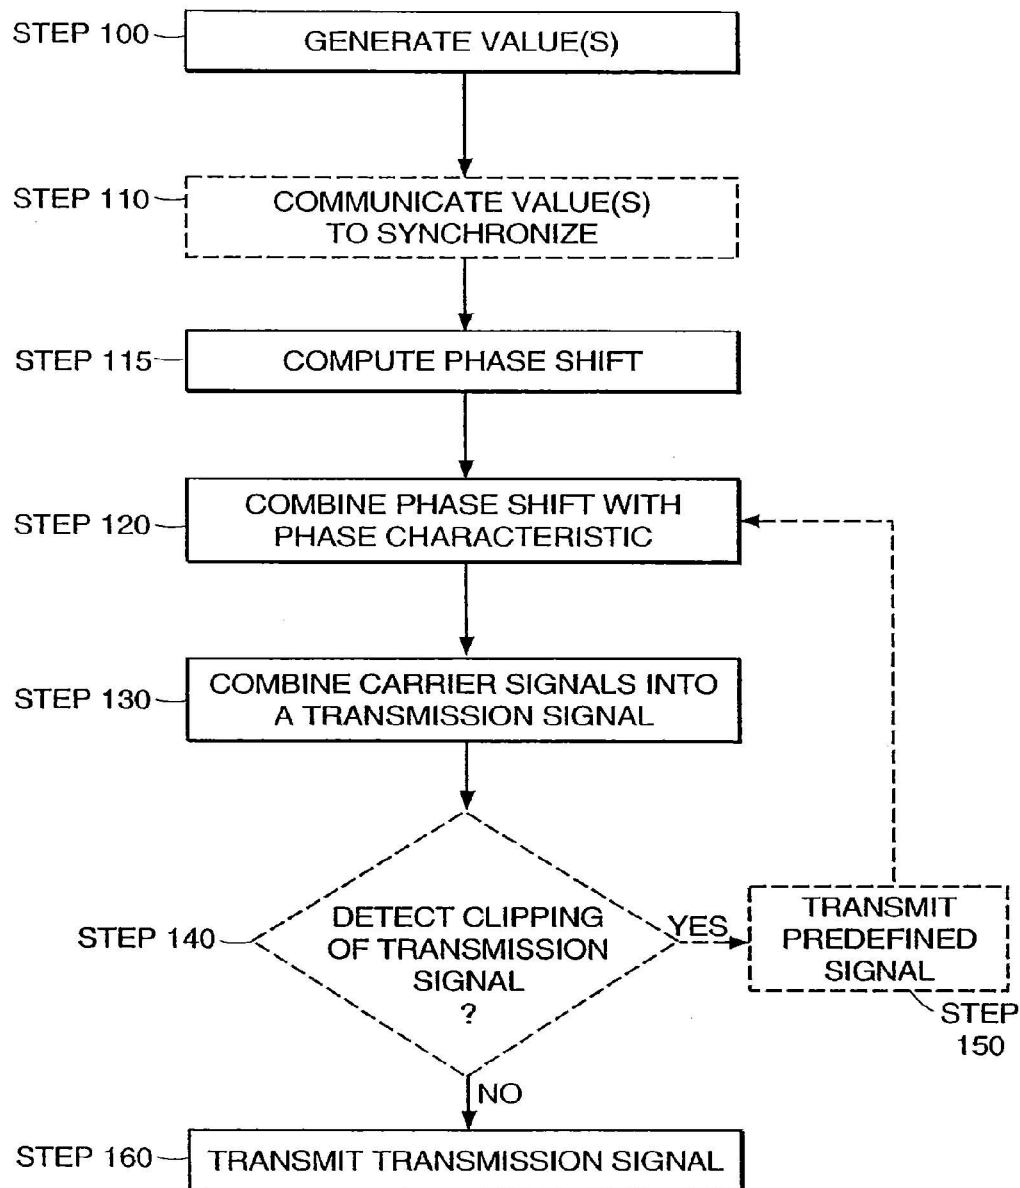 STEP 100
GENERATE VALUE(S)
STEP 110
COMMUNICATE VALUE(S)
TO SYNCHRONIZE
STEP 115
COMPUTE PHASE SHIFT
STEP 120
COMBINE PHASE SHIFT WITH
PHASE CHARACTERISTIC
STEP 130
COMBINE CARRIER SIGNALS INTO
A TRANSMISSION SIGNAL
STEP 140
DETECT CLIPPING
OF TRANSMISSION
SIGNAL
?
YES
TRANSMIT
PREDEFINED
SIGNAL
STEP
150
NO
STEP 160
TRANSMIT TRANSMISSION SIGNAL